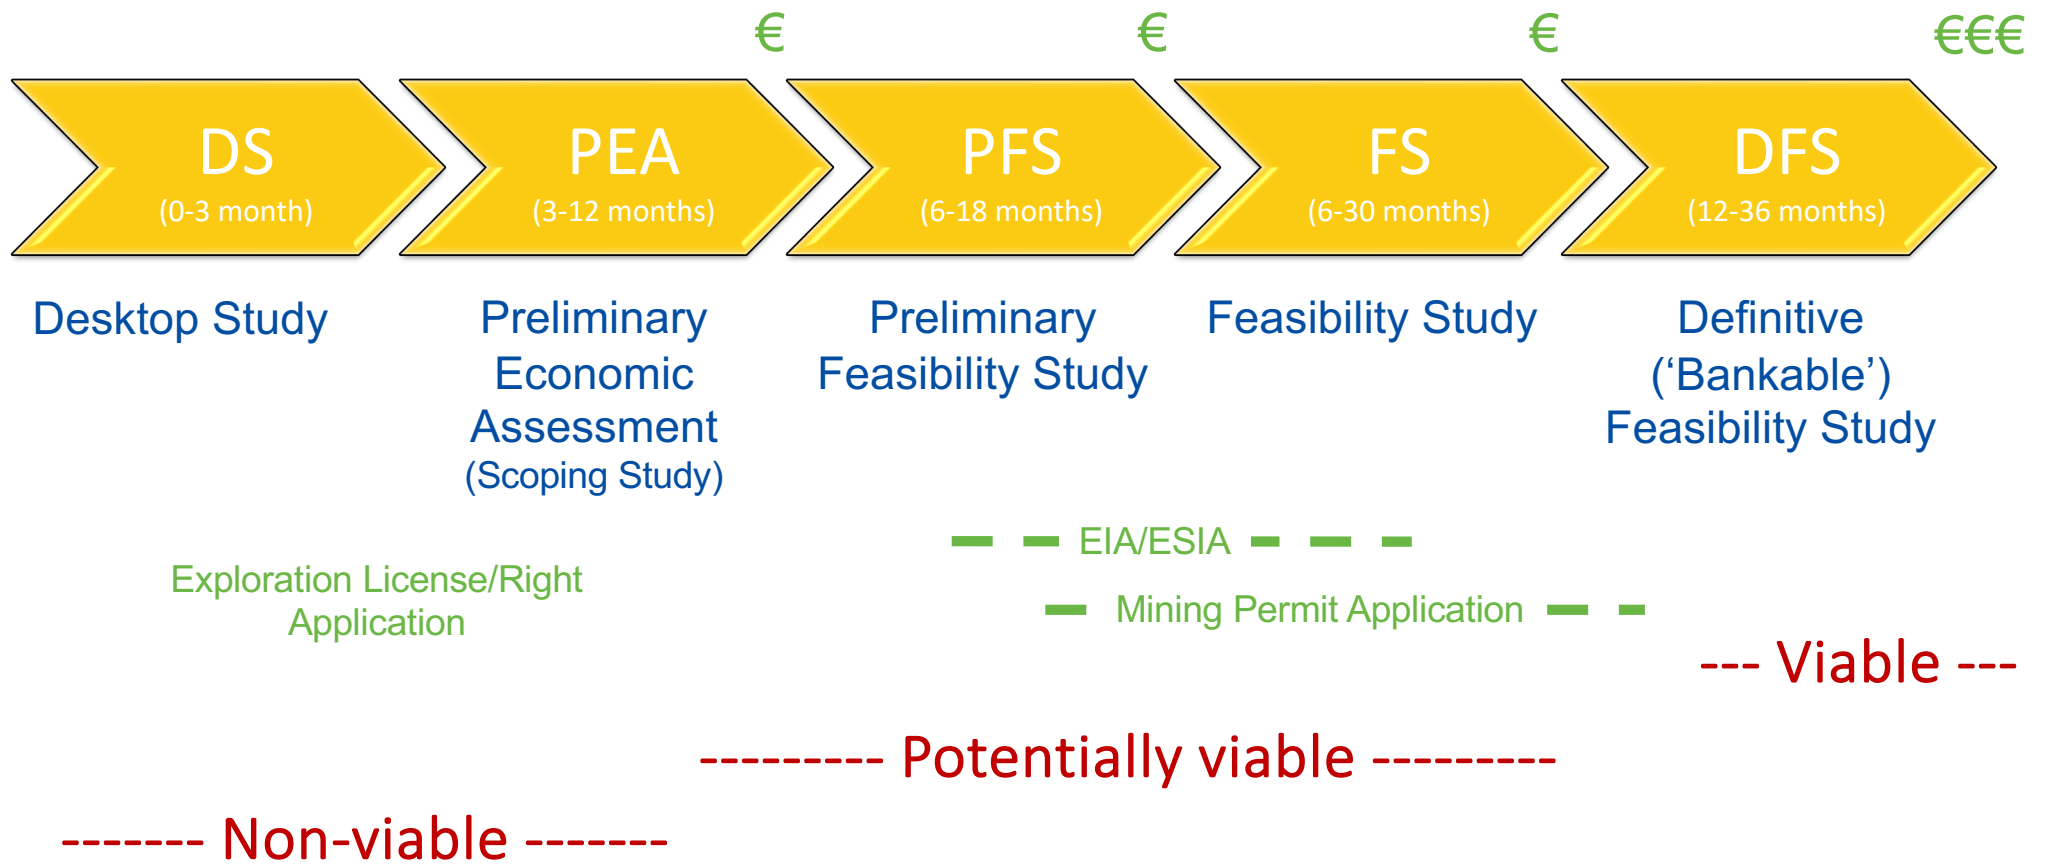 €
€
€
€€€
DS
(0-3 month)
PEA
(3-12 months)
PFS
(6-18 months)
FS
(6-30 months)
DFS
(12-36 months)
Desktop Study
Preliminary
Economic
Assessment
(Scoping Study)
Preliminary
Feasibility Study
Feasibility Study
Definitive
(‘Bankable’)
Feasibility Study
EIA/ESIA
Exploration License/Right
Application
Mining Permit Application
--- Viable ---
--------- Potentially viable ---------
------- Non-viable -------